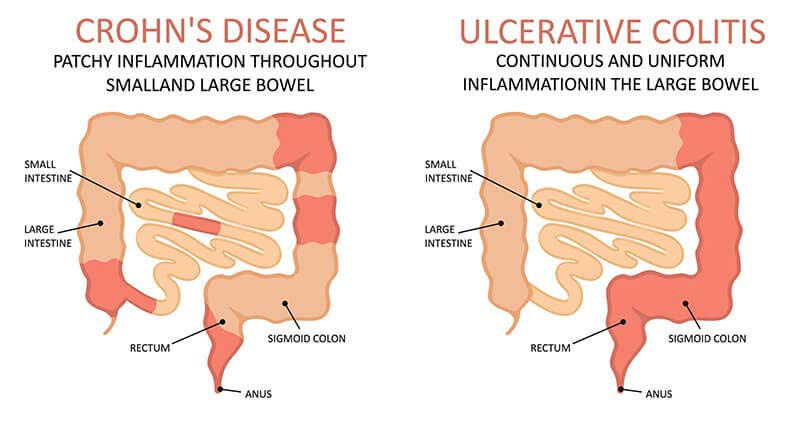 CROHN'S DISEASE
PATCHY INFLAMMATION THROUGHOUT
SMALLAND LARGE BOWEL
SMALL
INTESTINE
LARGE
INTESTINE
RECTUM
SIGMOID COLON
ANUS
ULCERATIVE COLITIS
CONTINUOUS AND UNIFORM
INFLAMMATIONIN THE LARGE BOWEL
SMALL
INTESTINE
LARGE
INTESTINE
RECTUM
SIGMOID COLON
ANUS